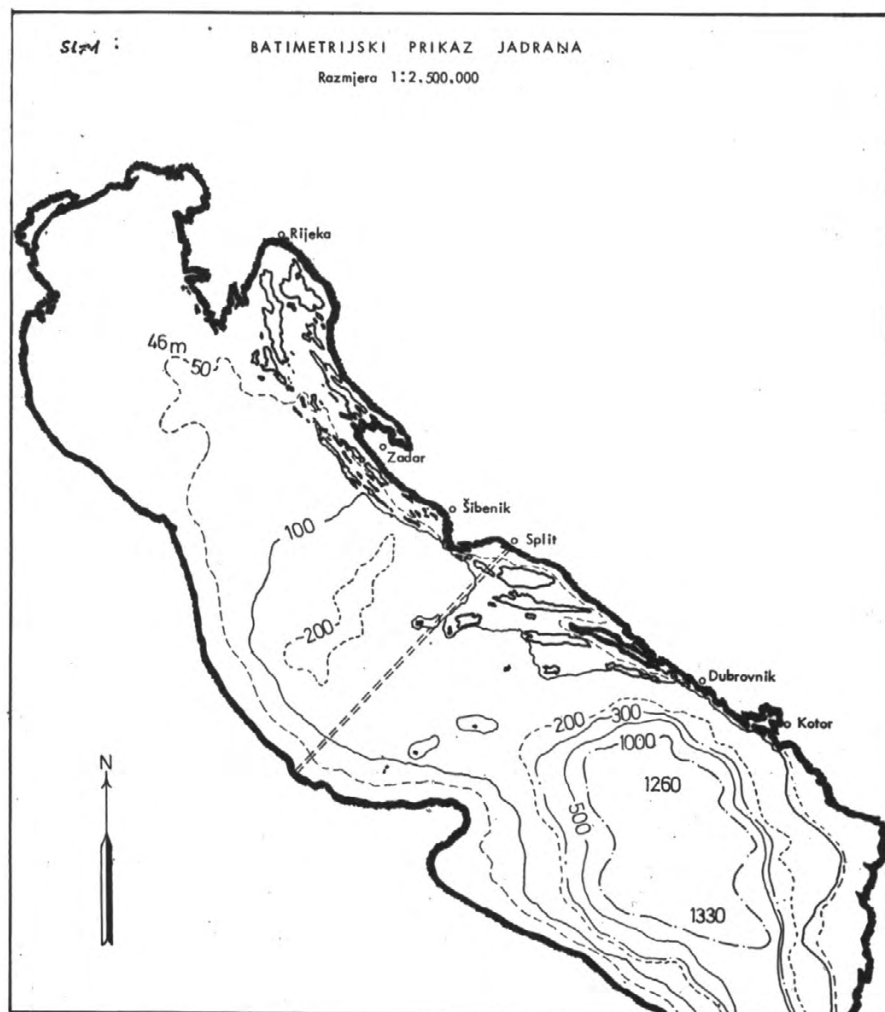 BATIMETRIJSKI PRIKAZ JADRANA
Razmjera 1:2.500.000
Rijeka
46m
50
Zadar
Šibenik
100
Split
200
Dubrovnik
200
300
Kotor
1000
N
1260
500
1330